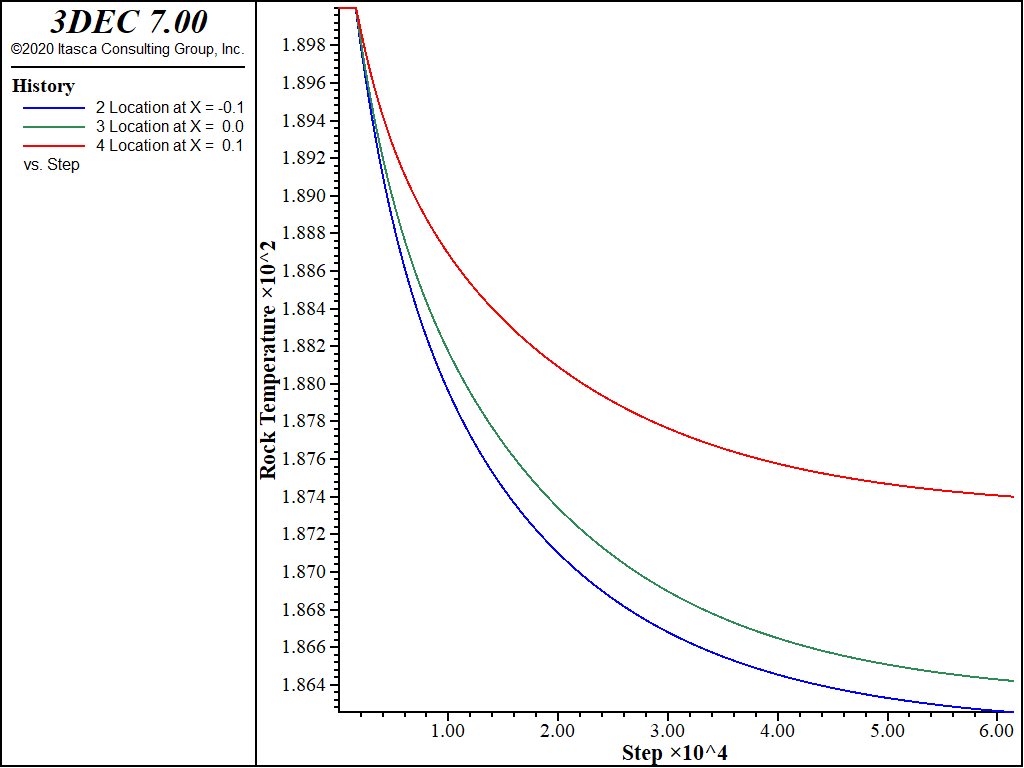 3DEC 7.00
©2020 Itasca Consulting Group, Inc.
History
2 Location at X = -0.1
3 Location at X =  0.0
4 Location at X =  0.1
vs. Step
Rock Temperature ×10^2
1.898
1.896
1.894
1.892
1.890
1.888
1.886
1.884
1.882
1.880
1.878
1.876
1.874
1.872
1.870
1.868
1.866
1.864
1.00 2.00 3.00 4.00 5.00 6.00
Step ×10^4